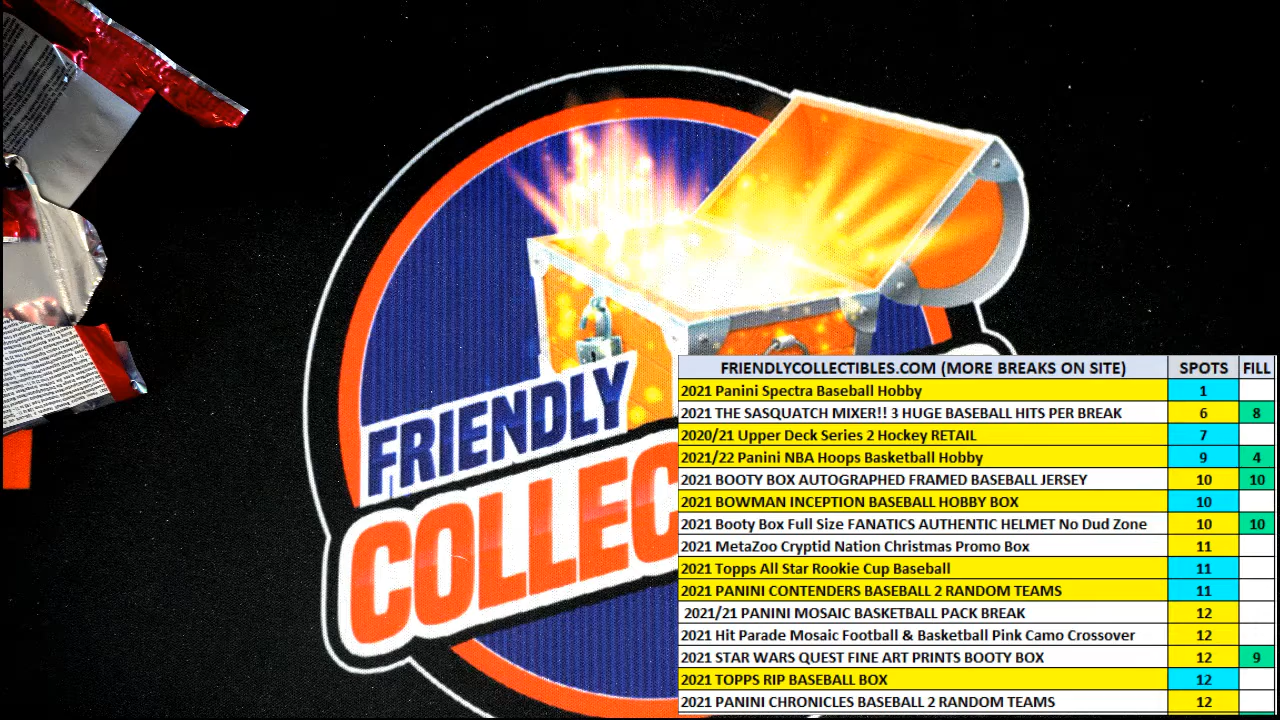 FRIENDLY
COLLEC
FRIENDLYCOLLECTIBLES.COM (MORE BREAKS ON SITE) SPOTS FILL
2021 Panini Spectra Baseball Hobby 1
2021 THE SASQUATCH MIXER!! 3 HUGE BASEBALL HITS PER BREAK 6 8
2020/21 Upper Deck Series 2 Hockey RETAIL 7
2021/22 Panini NBA Hoops Basketball Hobby 9 4
2021 BOOTY BOX AUTOGRAPHED FRAMED BASEBALL JERSEY 10 10
2021 BOWMAN INCEPTION BASEBALL HOBBY BOX 10
2021 Booty Box Full Size FANATICS AUTHENTIC HELMET No Dud Zone 10 10
2021 MetaZoo Cryptid Nation Christmas Promo Box 11
2021 Topps All Star Rookie Cup Baseball 11
2021 PANINI CONTENDERS BASEBALL 2 RANDOM TEAMS 11
2021/21 PANINI MOSAIC BASKETBALL PACK BREAK 12
2021 Hit Parade Mosaic Football & Basketball Pink Camo Crossover 12
2021 STAR WARS QUEST FINE ART PRINTS BOOTY BOX 12 9
2021 TOPPS RIP BASEBALL BOX 12
2021 PANINI CHRONICLES BASEBALL 2 RANDOM TEAMS 12